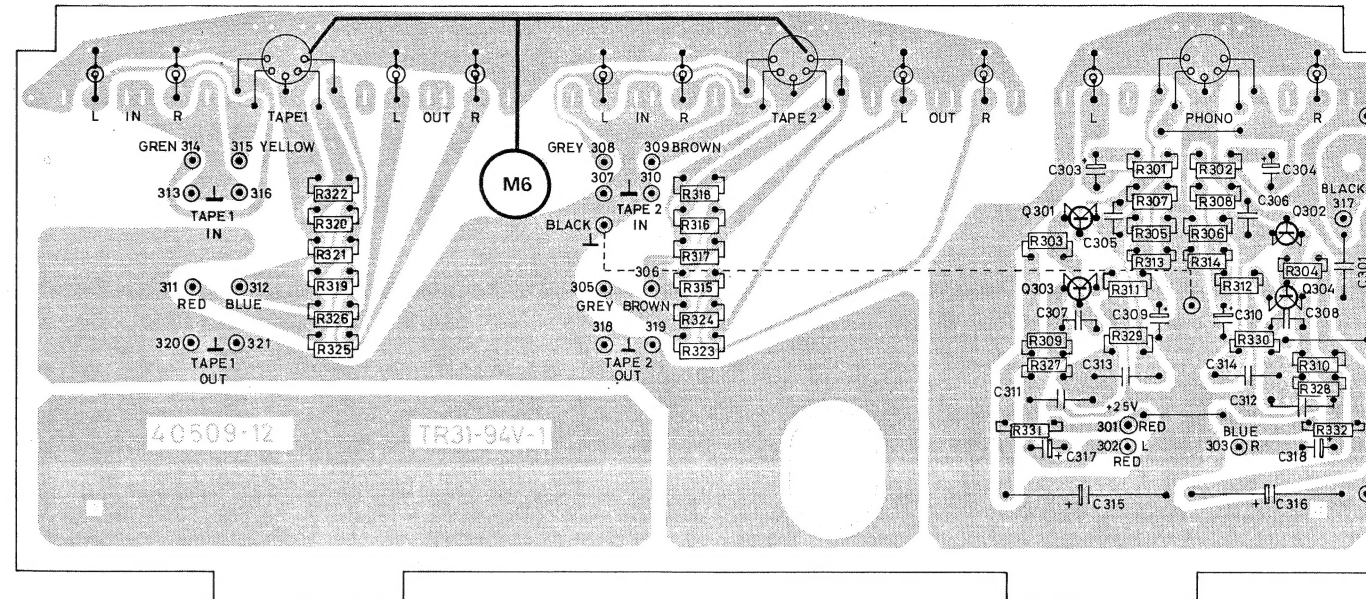 L IN R TAPE1 L OUT R L IN R TAPE 2 L OUT R L PHONO R
GREN 314 315 YELLOW
313 316
TAPE 1
IN
311 312
RED BLUE
320 321
TAPE 1
OUT
R322
R320
R321
R319
R326
R325
M6
GREY 308 309 BROWN
307 310
TAPE 2
IN
BLACK
306
305
GREY BROWN
318 319
TAPE 2
OUT
R318
R316
R317
R315
R324
R323
40509-12 TR31-94V-1
C303 + R301 R302 + C304
R307 R308 C306 BLACK
317
Q301 C305 R305 R306 Q302
R303 R313 R314 R304 C301
Q303 R311 R312 Q304
C307 C309 + + C310 C308
R309 R329 R330 R310
R327 C313 C314 R328
C311 C312
+25V
R331 301 RED BLUE R332
+ C317 302 L 303 R C318 +
RED
+ C315 + C316